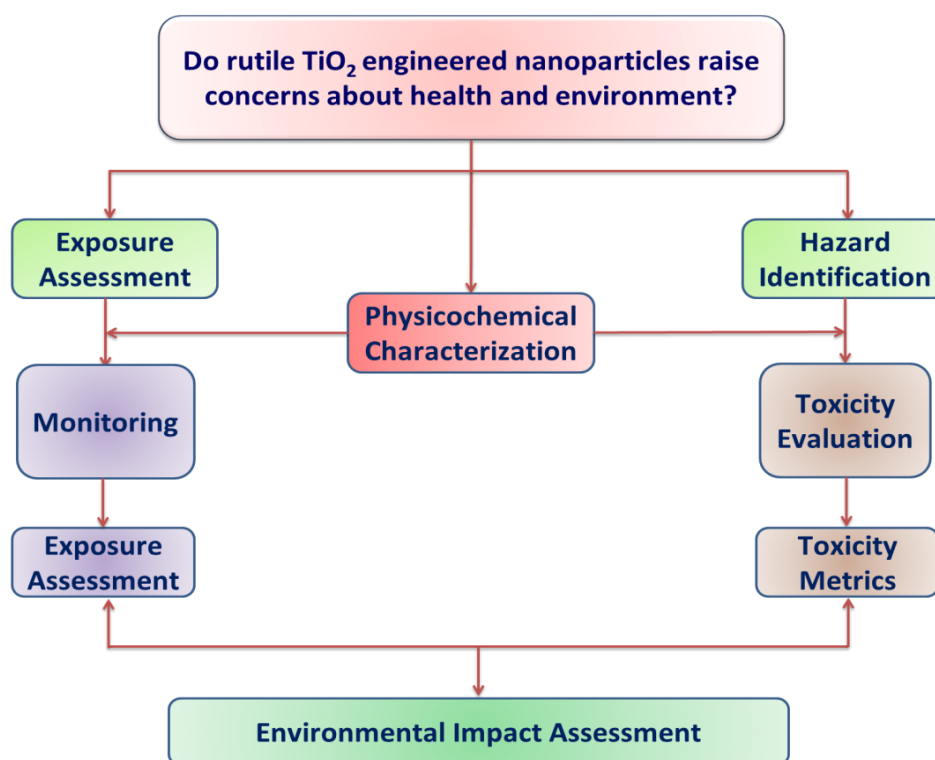 Do rutile TiO₂ engineered nanoparticles raise
concerns about health and environment?
Exposure
Assessment
Hazard
Identification
Physicochemical
Characterization
Monitoring
Toxicity
Evaluation
Exposure
Assessment
Toxicity
Metrics
Environmental Impact Assessment